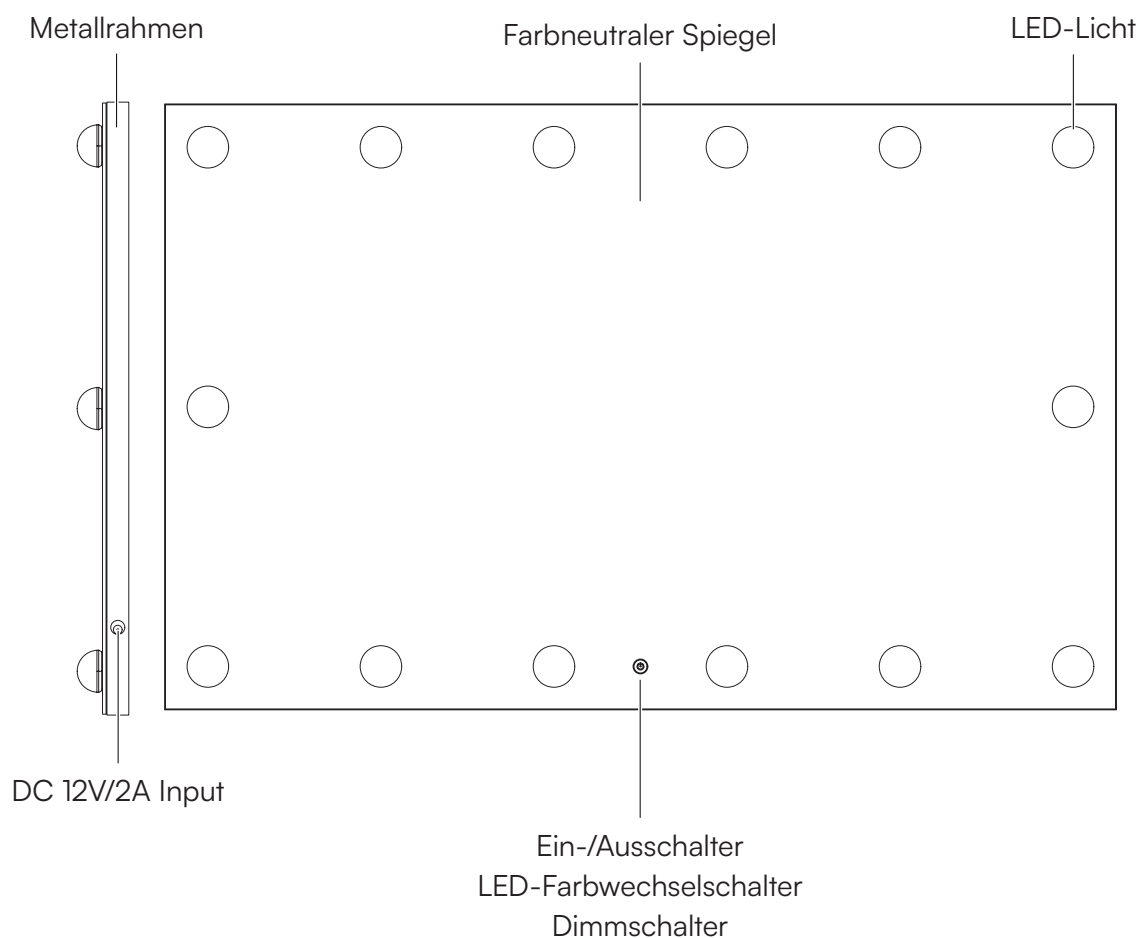 Metallrahmen
Farbneutraler Spiegel
LED-Licht
DC 12V/2A Input
Ein-/Ausschalter
LED-Farbwechselschalter
Dimmschalter